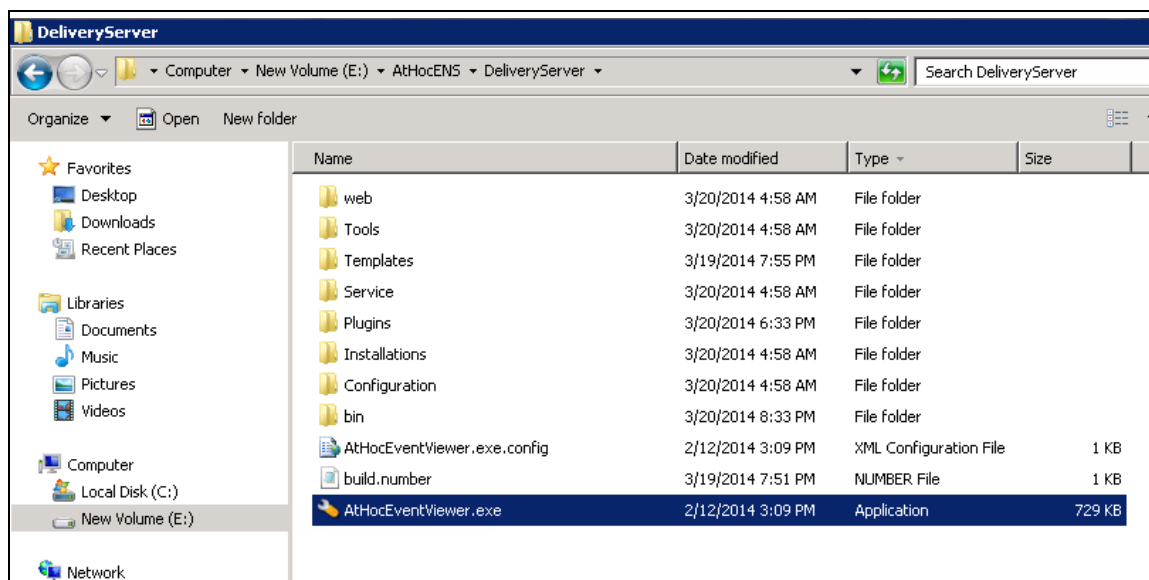 DeliveryServer
Computer New Volume (E:) AtHocENS DeliveryServer Search DeliveryServer
Organize Open New folder
Name Date modified Type Size
Favorites
Desktop
Downloads
Recent Places
Libraries
Documents
Music
Pictures
Videos
Computer
Local Disk (C:)
New Volume (E:)
Network
web 3/20/2014 4:58 AM File folder
Tools 3/20/2014 4:58 AM File folder
Templates 3/19/2014 7:55 PM File folder
Service 3/20/2014 4:58 AM File folder
Plugins 3/20/2014 6:33 PM File folder
Installations 3/20/2014 4:58 AM File folder
Configuration 3/20/2014 4:58 AM File folder
bin 3/20/2014 8:33 PM File folder
AtHocEventViewer.exe.config 2/12/2014 3:09 PM XML Configuration File 1 KB
build.number 3/19/2014 7:51 PM NUMBER File 1 KB
AtHocEventViewer.exe 2/12/2014 3:09 PM Application 729 KB